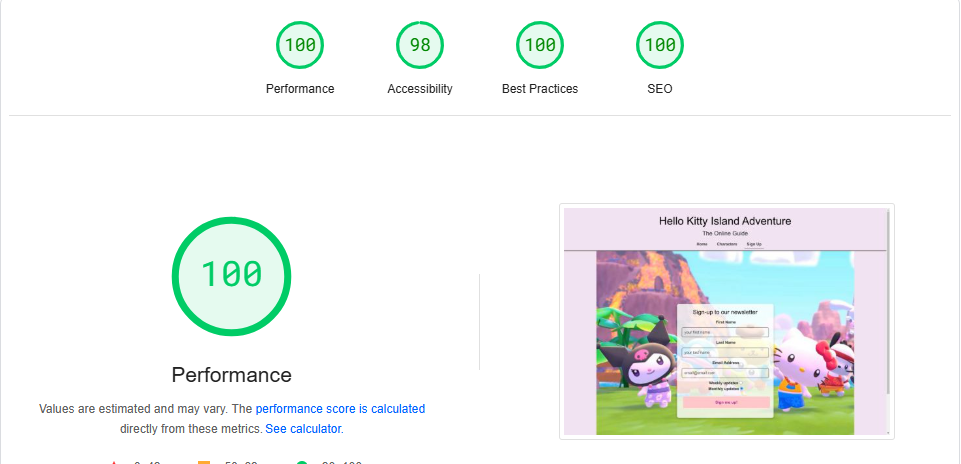 100
98
100
100
Performance
Accessibility
Best Practices
SEO
100
Performance
Values are estimated and may vary. The performance score is calculated
directly from these metrics. See calculator.
Hello Kitty Island Adventure
The Online Guide
Home Characters Sign Up
Sign-up to our newsletter
First Name
your first name
Last Name
your last name
Email Address
email@email.com
Weekly updates
Monthly updates
Sign me up!